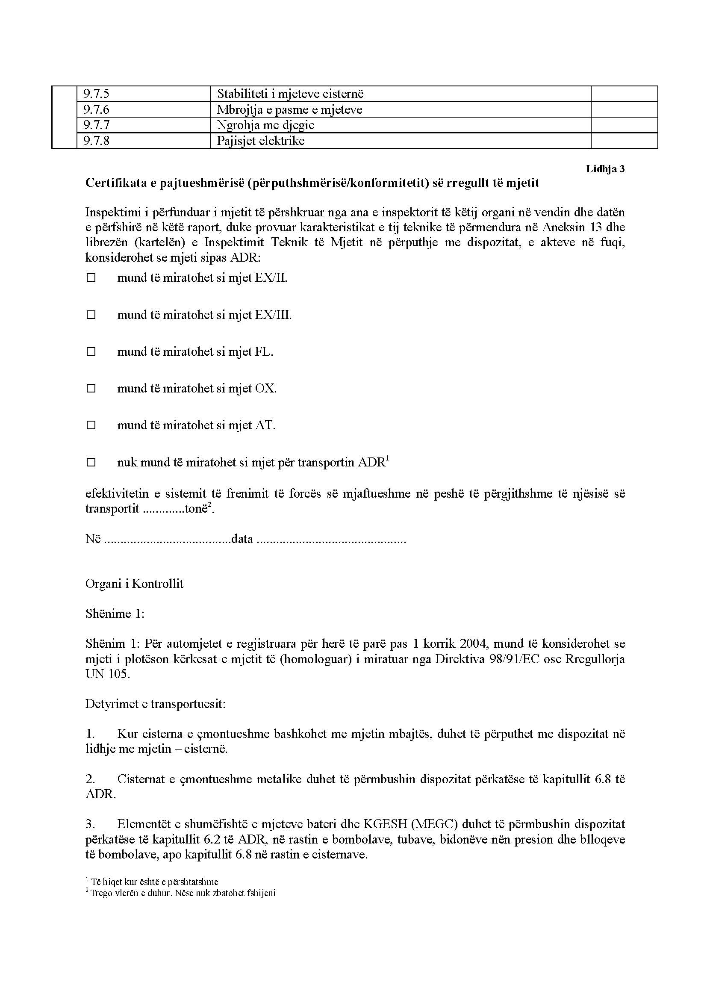 9.7.5 Stabiliteti i mjeteve cisternë
9.7.6 Mbrojtja e pasme e mjeteve
9.7.7 Ngrohja me djegie
9.7.8 Pajisjet elektrike
Lidhja 3
Certifikata e pajtueshmërisë (përputhshmërisë/konformitetit) së rregullt të mjetit
Inspektimi i përfunduar i mjetit të përshkruar nga ana e inspektorit të këtij organi në vendin dhe datën
e përfshirë në këtë raport, duke provuar karakteristikat e tij teknike të përmendura në Aneksin 13 dhe
librezën (kartelën) e Inspektimit Teknik të Mjetit në përputhje me dispozitat, e akteve në fuqi,
konsiderohet se mjeti sipas ADR:
☐ mund të miratohet si mjet EX/II.
☐ mund të miratohet si mjet EX/III.
☐ mund të miratohet si mjet FL.
☐ mund të miratohet si mjet OX.
☐ mund të miratohet si mjet AT.
☐ nuk mund të miratohet si mjet për transportin ADR¹
efektivitetin e sistemit të frenimit të forcës së mjaftueshme në peshë të përgjithshme të njësisë së
transportit .............tonë².
Në .......................................data ..............................................
Organi i Kontrollit
Shënime 1:
Shënim 1: Për automjetet e regjistruara për herë të parë pas 1 korrik 2004, mund të konsiderohet se
mjeti i plotëson kërkesat e mjetit të (homologuar) i miratuar nga Direktiva 98/91/EC ose Rregullorja
UN 105.
Detyrimet e transportuesit:
1. Kur cisterna e çmontueshme bashkohet me mjetin mbajtës, duhet të përputhet me dispozitat në
lidhje me mjetin – cisternë.
2. Cisternat e çmontueshme metalike duhet të përmbushin dispozitat përkatëse të kapitullit 6.8 të
ADR.
3. Elementët e shumëfishtë e mjeteve bateri dhe KGESH (MEGC) duhet të përmbushin dispozitat
përkatëse të kapitullit 6.2 të ADR, në rastin e bombolave, tubave, bidonëve nën presion dhe blloqeve
të bombolave, apo kapitullit 6.8 në rastin e cisternave.
¹ Të hiqet kur është e përshtatshme
² Trego vlerën e duhur. Nëse nuk zbatohet fshijeni